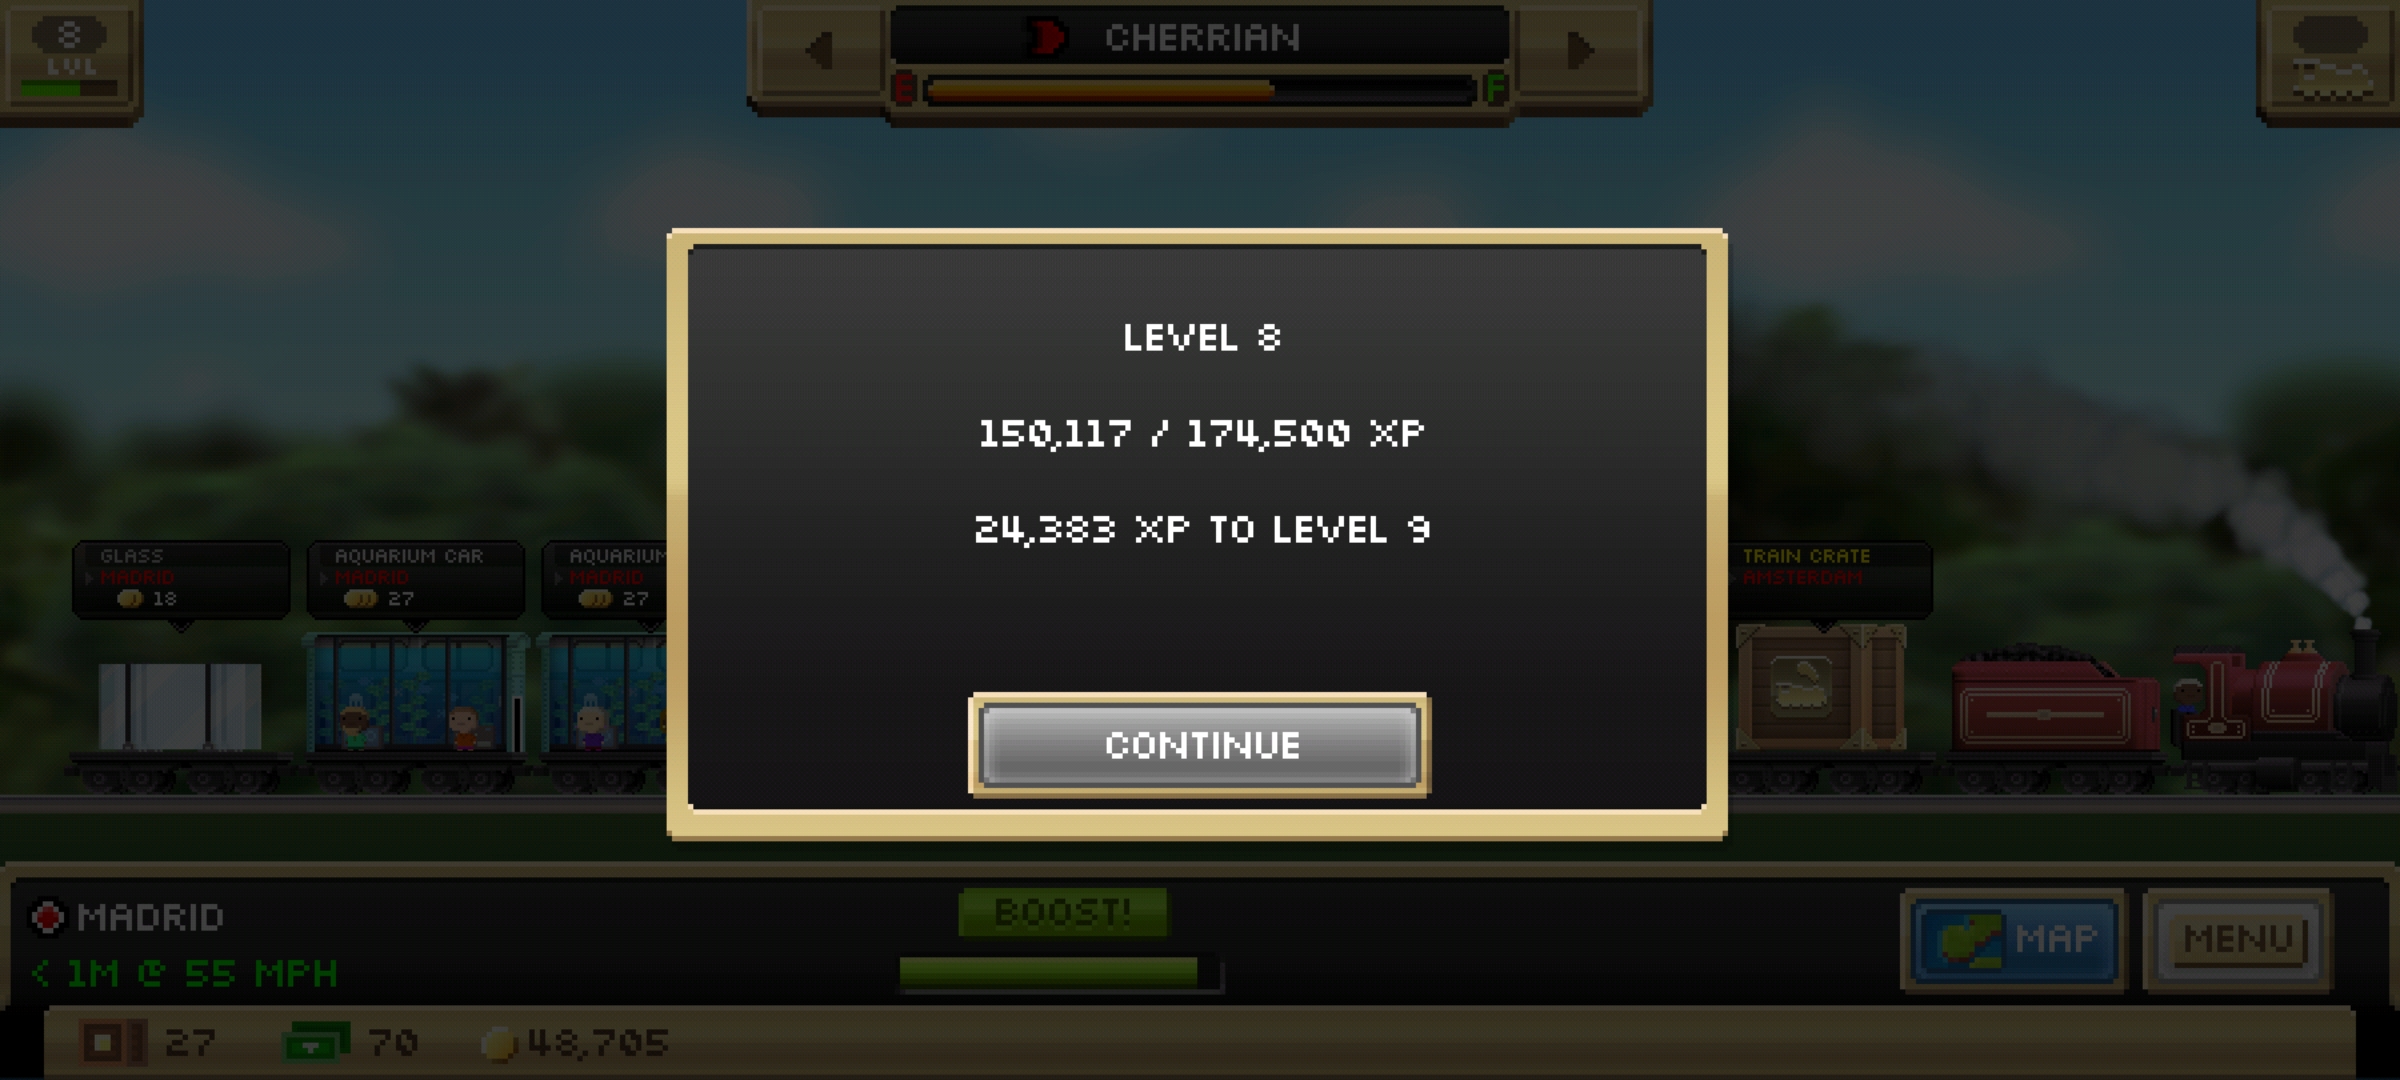 8
LVL
CHERRIAN
E
F
LEVEL 8
150,117 / 174,500 XP
24,383 XP TO LEVEL 9
CONTINUE
GLASS
MADRID
18
AQUARIUM CAR
MADRID
27
AQUARIUM
MADRID
27
TRAIN CRATE
AMSTERDAM
MADRID
< 1M @ 55 MPH
BOOST!
MAP
MENU
27
70
48,705